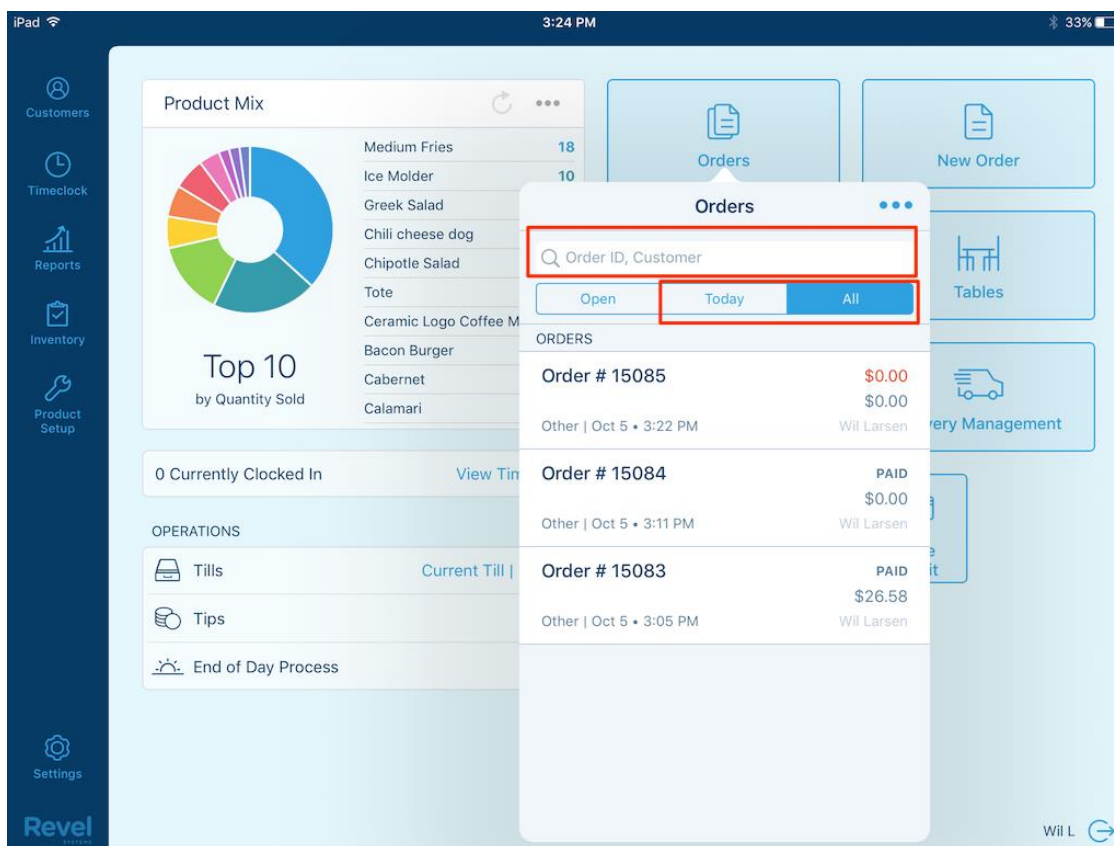 iPad
3:24 PM
33%
Customers
Timeclock
Reports
Inventory
Product
Setup
Settings
Revel
SYSTEMS
Product Mix
Top 10
by Quantity Sold
Medium Fries 18
Ice Molder 10
Greek Salad
Chili cheese dog
Chipotle Salad
Tote
Ceramic Logo Coffee M
Bacon Burger
Cabernet
Calamari
0 Currently Clocked In
View Tim
OPERATIONS
Tills
Current Till |
Tips
End of Day Process
Orders
New Order
Tables
very Management
e
it
Orders
Order ID, Customer
Open
Today
All
ORDERS
Order # 15085 $0.00
$0.00
Other | Oct 5 • 3:22 PM Wil Larsen
Order # 15084 PAID
$0.00
Other | Oct 5 • 3:11 PM Wil Larsen
Order # 15083 PAID
$26.58
Other | Oct 5 • 3:05 PM Wil Larsen
Wil L